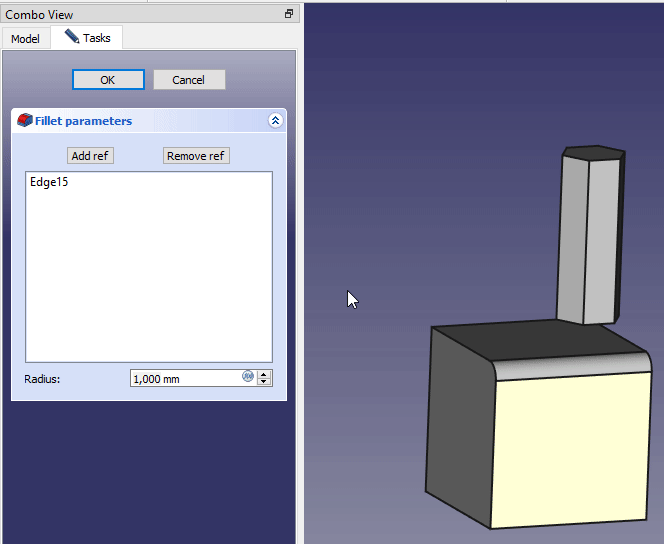 Combo View
Model Tasks
OK Cancel
Fillet parameters
Add ref Remove ref
Edge15
Radius: 1,000 mm